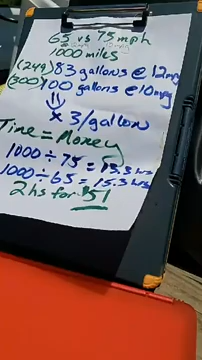 65 vs 75 mph
1000 miles
(249) 83 gallons @ 12mpg
(300) 100 gallons @ 10mpg
x 3/gallon
Time = Money
1000 ÷ 75 = 13.3 hrs
1000 ÷ 65 = 15.3 hrs
2 hs for $51